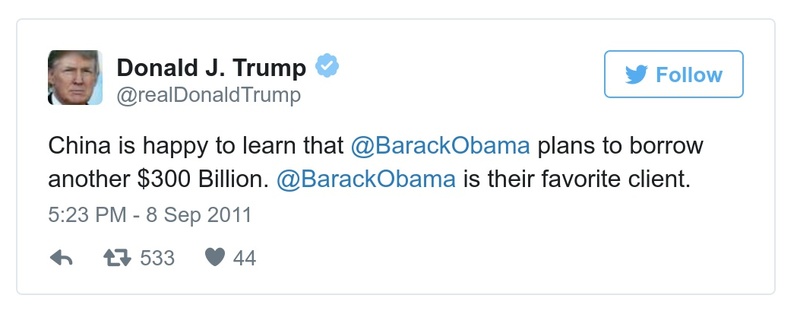 Donald J. Trump
@realDonaldTrump
Follow
China is happy to learn that @BarackObama plans to borrow
another $300 Billion. @BarackObama is their favorite client.
5:23 PM - 8 Sep 2011
533 44